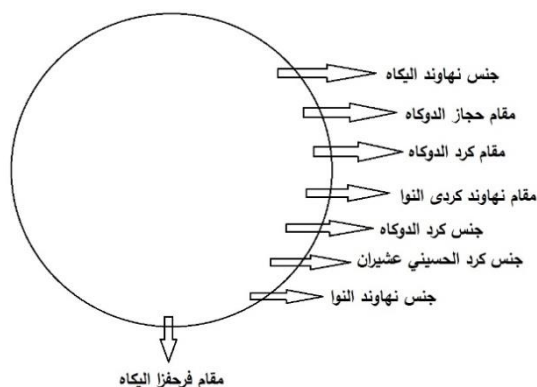 جنس نهاوند اليكاه
مقام حجاز الدوكاه
مقام كرد الدوكاه
مقام نهاوند كردى النوا
جنس كرد الدوكاه
جنس كرد الحسيني عشيران
جنس نهاوند النوا
مقام فرحفزا اليكاه